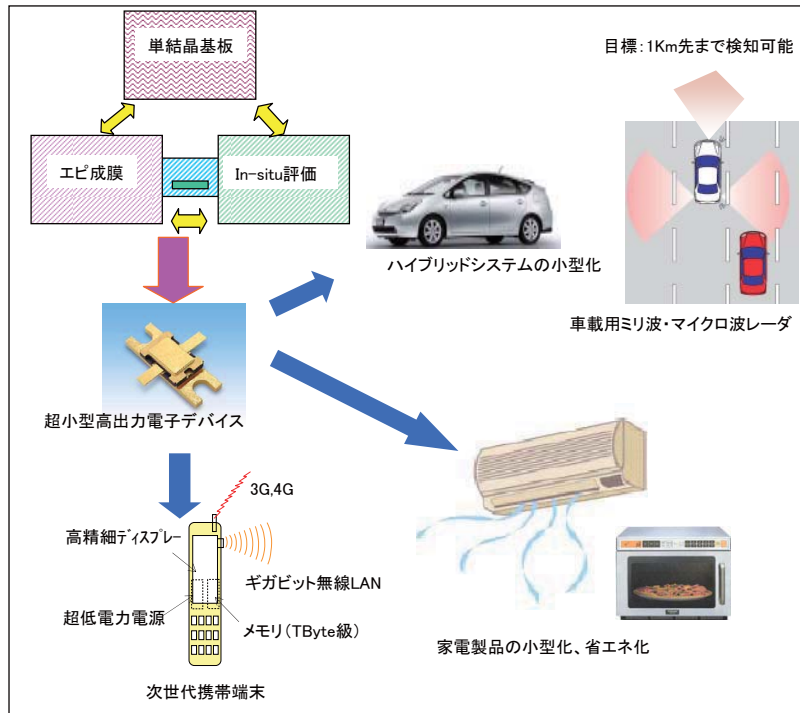 単結晶基板
目標：1Km先まで検知可能
エピ成膜
In-situ評価
ハイブリッドシステムの小型化
車載用ミリ波・マイクロ波レーダ
超小型高出力電子デバイス
3G,4G
高精細ディスプレー
ギガビット無線LAN
超低電力電源
メモリ（TByte級）
家電製品の小型化、省エネ化
次世代携帯端末